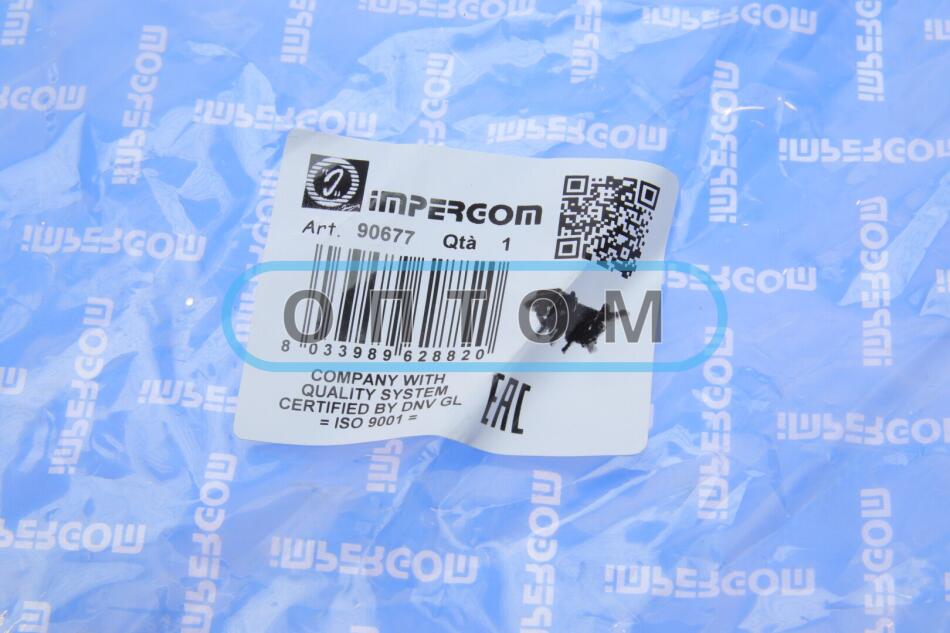 iMPERGOM
Art. 90677 Qtà 1
8 033989 628820
ОПТОМ
COMPANY WITH
QUALITY SYSTEM
CERTIFIED BY DNV GL
= ISO 9001 =
EAC